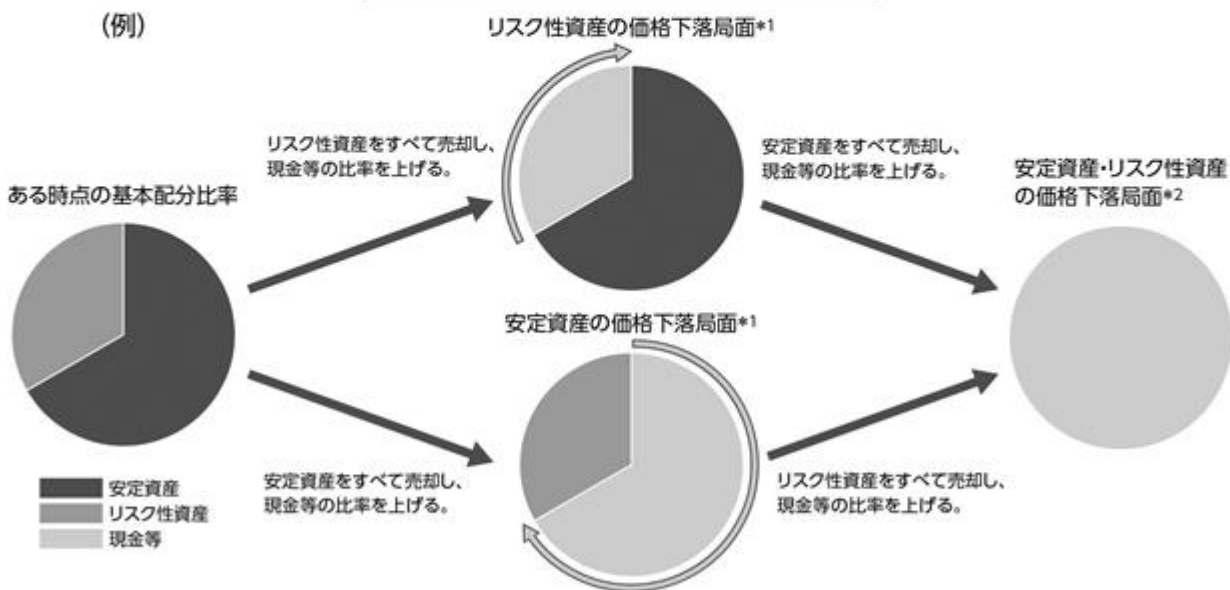 (例)
リスク性資産の価格下落局面*1
リスク性資産をすべて売却し、
現金等の比率を上げる。
安定資産をすべて売却し、
現金等の比率を上げる。
ある時点の基本配分比率
安定資産・リスク性資産
の価格下落局面*2
安定資産の価格下落局面*1
安定資産をすべて売却し、
現金等の比率を上げる。
リスク性資産をすべて売却し、
現金等の比率を上げる。
安定資産
リスク性資産
現金等